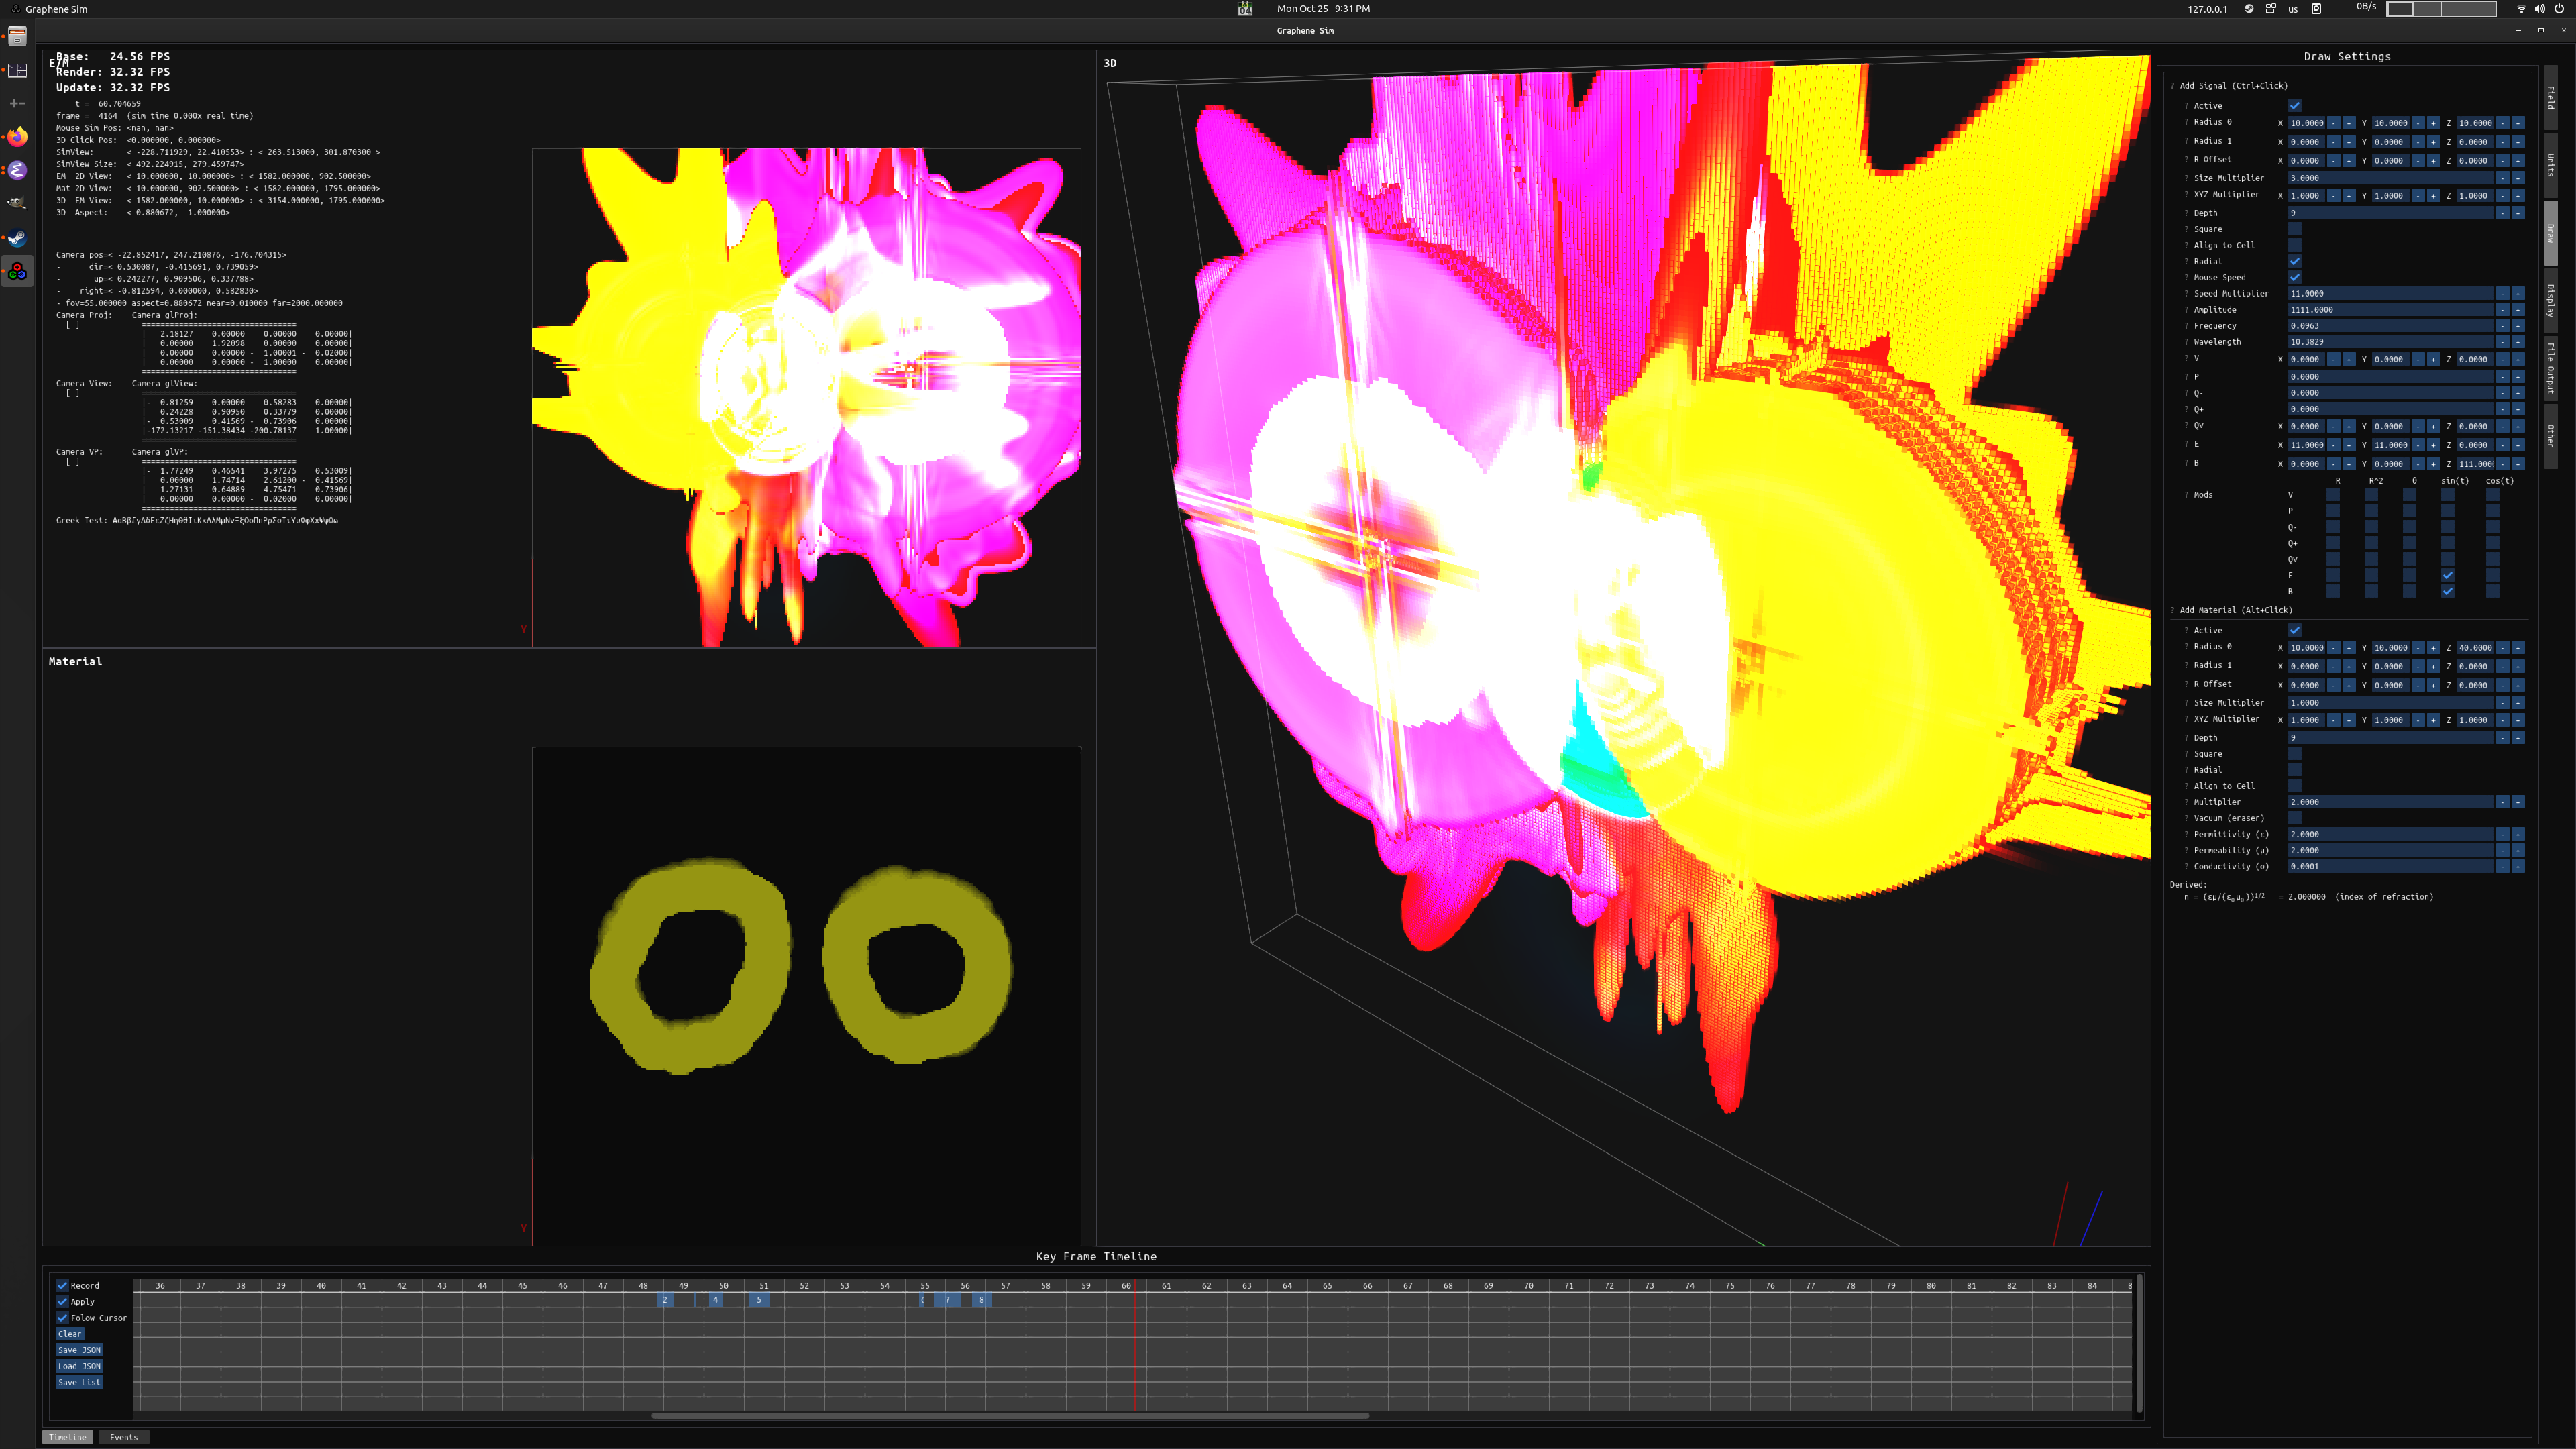 Graphene Sim
Mon Oct 25 9:31 PM
127.0.0.1
us
0B/s
Graphene Sim
E/M
Base: 24.56 FPS
Render: 32.32 FPS
Update: 32.32 FPS
t = 60.704659
frame = 4164 (sim time 0.000x real time)
Mouse Sim Pos: <nan, nan>
3D Click Pos: <0.000000, 0.000000>
SimView: < -228.711929, 22.410553> : < 263.513000, 301.870300 >
SimView Size: < 492.224915, 279.459747>
EM 2D View: < 10.000000, 10.000000> : < 1582.000000, 902.500000>
Mat 2D View: < 10.000000, 902.500000> : < 1582.000000, 1795.000000>
3D EM View: < 1582.000000, 10.000000> : < 3154.000000, 1795.000000>
3D Aspect: < 0.880672, 1.000000>
Camera pos=< -22.852417, 247.210876, -176.704315>
- dir=< 0.530087, -0.415691, 0.739059>
- up=< 0.242277, 0.909506, 0.337788>
- right=< -0.812594, 0.000000, 0.582830>
- fov=55.000000 aspect=0.880672 near=0.010000 far=2000.000000
Camera Proj: Camera glProj:
[ ] ================================
| 2.18127 0.00000 0.00000 0.00000|
| 0.00000 1.92098 0.00000 0.00000|
| 0.00000 0.00000 - 1.00001 - 0.02000|
| 0.00000 0.00000 - 1.00000 0.00000|
================================
Camera View: Camera glView:
[ ] ================================
|- 0.81259 0.00000 0.58283 0.00000|
| 0.24228 0.90950 0.33779 0.00000|
|- 0.53009 0.41569 - 0.73906 0.00000|
|-172.13217 -151.38434 -200.78137 1.00000|
================================
Camera VP: Camera glVP:
[ ] ================================
|- 1.77249 0.46541 3.97275 0.53009|
| 0.00000 1.74714 2.61200 - 0.41569|
| 1.27131 0.64889 4.75471 0.73906|
| 0.00000 0.00000 - 0.02000 0.00000|
================================
Greek Test: ΑαΒβΓγΔδΕεΖζΗηΘθΙιΚκΛλΜμΝνΞξΟοΠπΡρΣσΤτΥυΦφΧχΨψΩω
Y
Material
Y
3D
Draw Settings
? Add Signal (Ctrl+Click)
? Active
? Radius 0 X 10.0000 - + Y 10.0000 - + Z 10.0000 - +
? Radius 1 X 0.0000 - + Y 0.0000 - + Z 0.0000 - +
? R Offset X 0.0000 - + Y 0.0000 - + Z 0.0000 - +
? Size Multiplier 3.0000 - +
? XYZ Multiplier X 1.0000 - + Y 1.0000 - + Z 1.0000 - +
? Depth 9 - +
? Square
? Align to Cell
? Radial
? Mouse Speed
? Speed Multiplier 11.0000 - +
? Amplitude 1111.0000 - +
? Frequency 0.0963 - +
? Wavelength 10.3829 - +
? V X 0.0000 - + Y 0.0000 - + Z 0.0000 - +
? P 0.0000 - +
? Q- 0.0000 - +
? Q+ 0.0000 - +
? Qv X 0.0000 - + Y 0.0000 - + Z 0.0000 - +
? E X 11.0000 - + Y 11.0000 - + Z 0.0000 - +
? B X 0.0000 - + Y 0.0000 - + Z 111.000 - +
R R^2 θ sin(t) cos(t)
? Mods V
P
Q-
Q+
Qv
E
B
? Add Material (Alt+Click)
? Active
? Radius 0 X 10.0000 - + Y 10.0000 - + Z 40.0000 - +
? Radius 1 X 0.0000 - + Y 0.0000 - + Z 0.0000 - +
? R Offset X 0.0000 - + Y 0.0000 - + Z 0.0000 - +
? Size Multiplier 1.0000 - +
? XYZ Multiplier X 1.0000 - + Y 1.0000 - + Z 1.0000 - +
? Depth 9 - +
? Square
? Radial
? Align to Cell
? Multiplier 2.0000 - +
? Vacuum (eraser)
? Permittivity (ε) 2.0000 - +
? Permeability (μ) 2.0000 - +
? Conductivity (σ) 0.0001 - +
Derived:
n = (εμ/(ε₀μ₀))¹/² = 2.000000 (index of refraction)
Field
Units
Draw
Display
File Output
Other
Key Frame Timeline
Record
Apply
Folow Cursor
Clear
Save JSON
Load JSON
Save List
36 37 38 39 40 41 42 43 44 45 46 47 48 49 50 51 52 53 54 55 56 57 58 59 60 61 62 63 64 65 66 67 68 69 70 71 72 73 74 75 76 77 78 79 80 81 82 83 84
2 4 5 6 7 8
Timeline Events